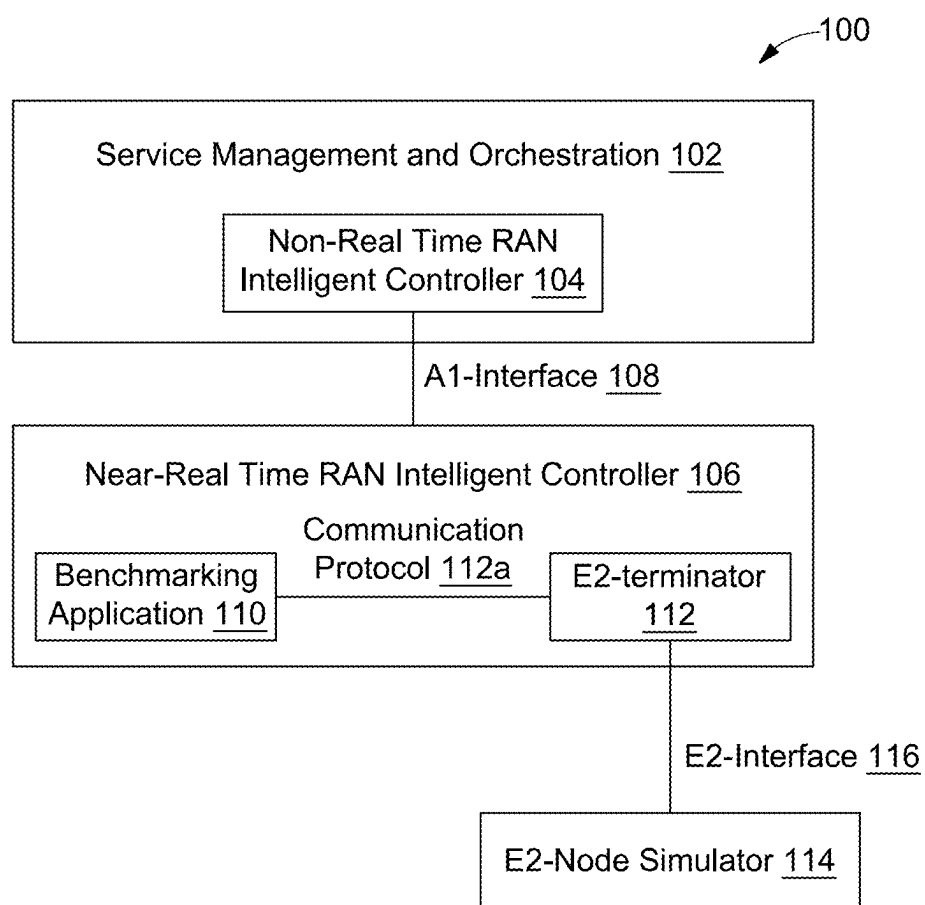 100
Service Management and Orchestration 102
Non-Real Time RAN
Intelligent Controller 104
A1-Interface 108
Near-Real Time RAN Intelligent Controller 106
Communication
Protocol 112a
Benchmarking
Application 110
E2-terminator
112
E2-Interface 116
E2-Node Simulator 114